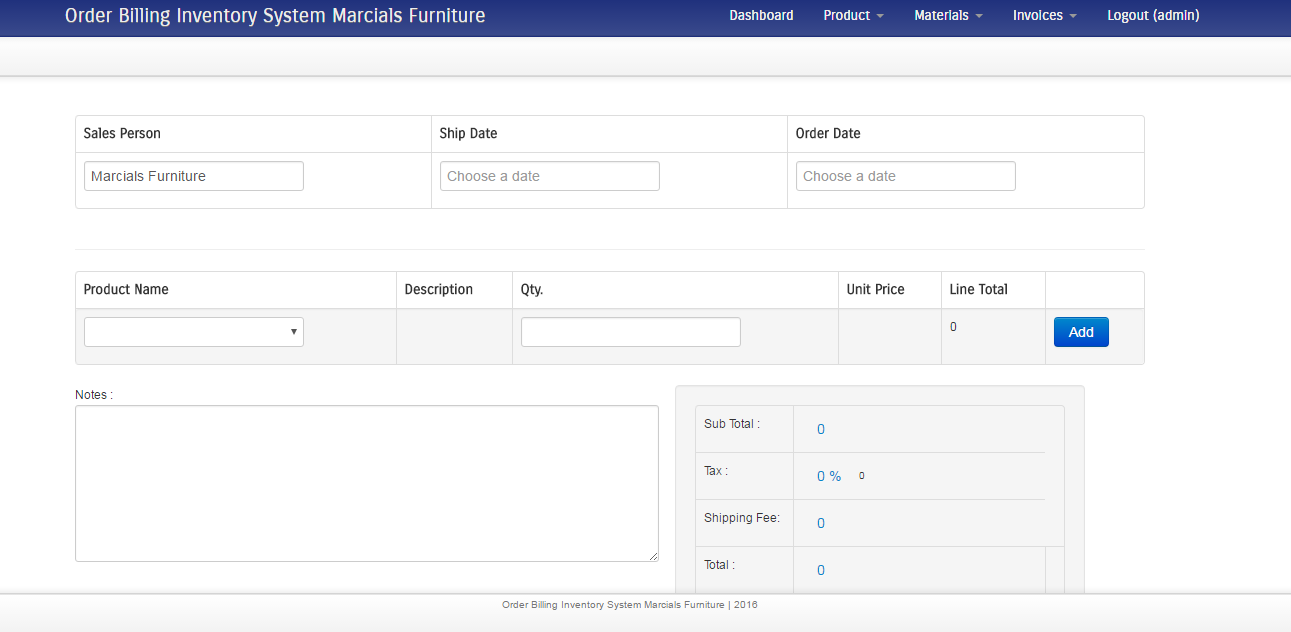 Order Billing Inventory System Marcials Furniture Dashboard Product Materials Invoices Logout (admin)
Sales Person Ship Date Order Date
Marcials Furniture Choose a date Choose a date
Product Name Description Qty. Unit Price Line Total
0 Add
Notes :
Sub Total : 0
Tax : 0 % 0
Shipping Fee: 0
Total : 0
Order Billing Inventory System Marcials Furniture | 2016